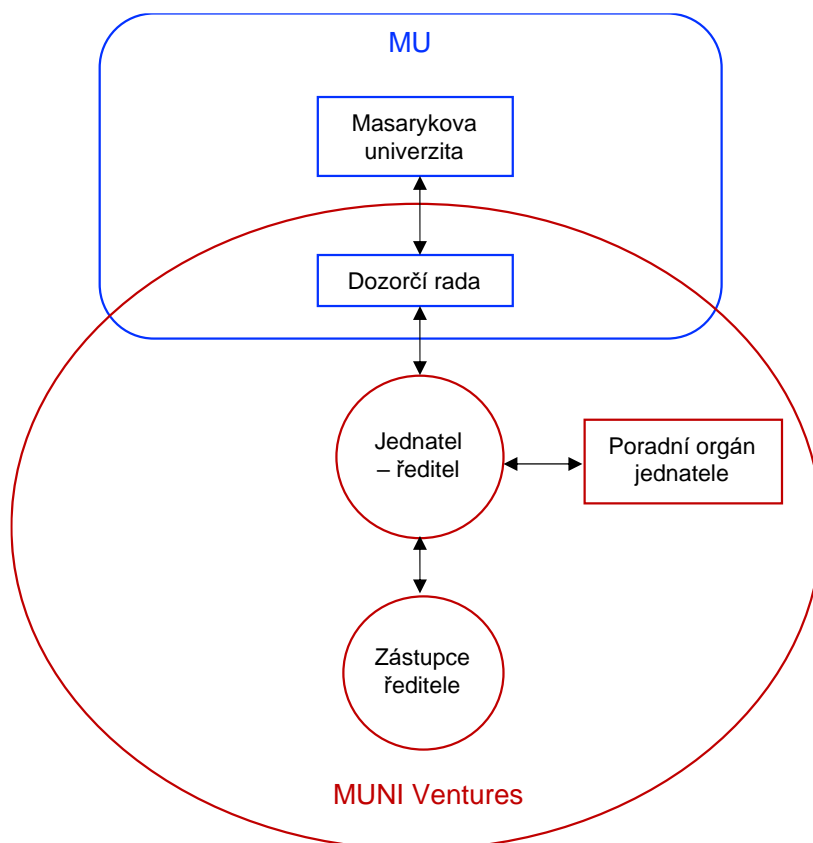 MU
Masarykova
univerzita
Dozorčí rada
Jednatel
– ředitel
Poradní orgán
jednatele
Zástupce
ředitele
MUNI Ventures